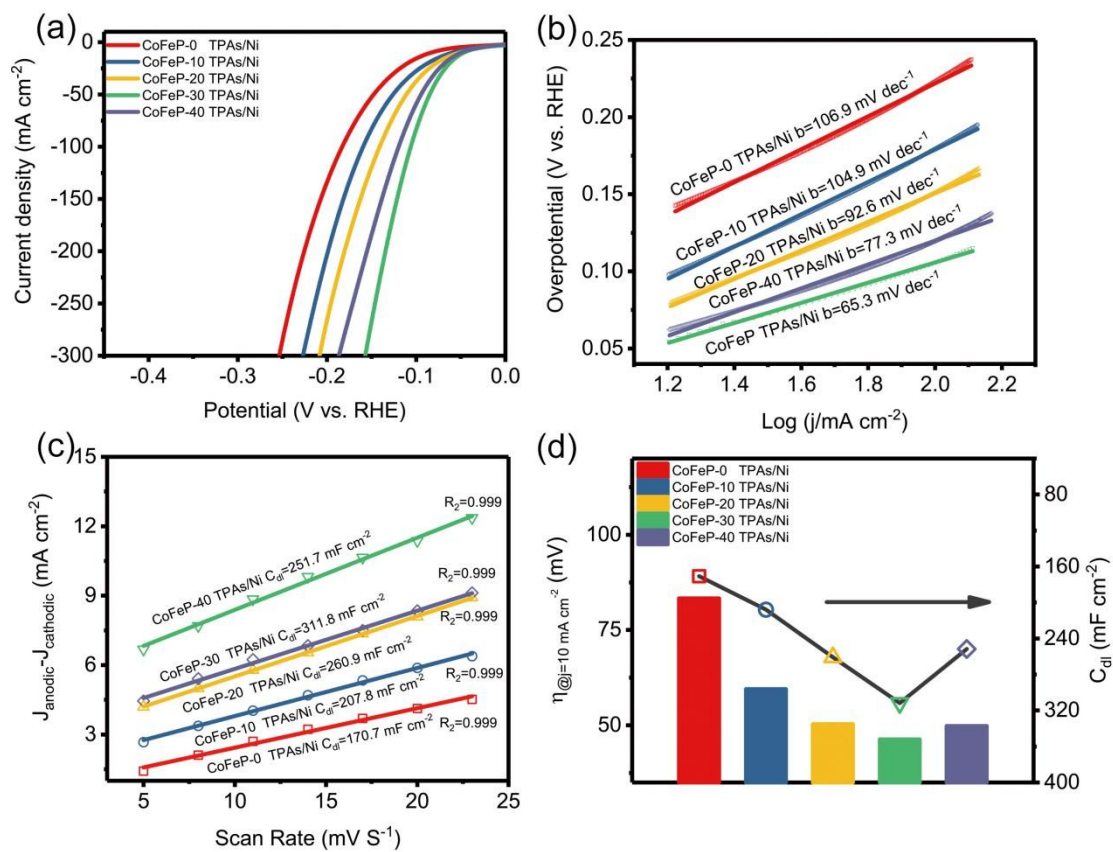 (a)
0
-50
-100
-150
-200
-250
-300
Current density (mA cm⁻²)
CoFeP-0 TPAs/Ni
CoFeP-10 TPAs/Ni
CoFeP-20 TPAs/Ni
CoFeP-30 TPAs/Ni
CoFeP-40 TPAs/Ni
-0.4 -0.3 -0.2 -0.1 0.0
Potential (V vs. RHE)
(b)
0.25
0.20
0.15
0.10
0.05
Overpotential (V vs. RHE)
CoFeP-0 TPAs/Ni b=106.9 mV dec⁻¹
CoFeP-10 TPAs/Ni b=104.9 mV dec⁻¹
CoFeP-20 TPAs/Ni b=92.6 mV dec⁻¹
CoFeP-40 TPAs/Ni b=77.3 mV dec⁻¹
CoFeP TPAs/Ni b=65.3 mV dec⁻¹
1.2 1.4 1.6 1.8 2.0 2.2
Log (j/mA cm⁻²)
(c)
15
12
9
6
3
J_anodic-J_cathodic (mA cm⁻²)
CoFeP-40 TPAs/Ni C_dl=251.7 mF cm⁻²
R₂=0.999
CoFeP-30 TPAs/Ni C_dl=311.8 mF cm⁻²
R₂=0.999
CoFeP-20 TPAs/Ni C_dl=260.9 mF cm⁻²
R₂=0.999
CoFeP-10 TPAs/Ni C_dl=207.8 mF cm⁻²
R₂=0.999
CoFeP-0 TPAs/Ni C_dl=170.7 mF cm⁻²
R₂=0.999
5 10 15 20 25
Scan Rate (mV S⁻¹)
(d)
100
75
50
η@j=10 mA cm⁻² (mV)
CoFeP-0 TPAs/Ni
CoFeP-10 TPAs/Ni
CoFeP-20 TPAs/Ni
CoFeP-30 TPAs/Ni
CoFeP-40 TPAs/Ni
80
160
240
320
400
C_dl (mF cm⁻²)